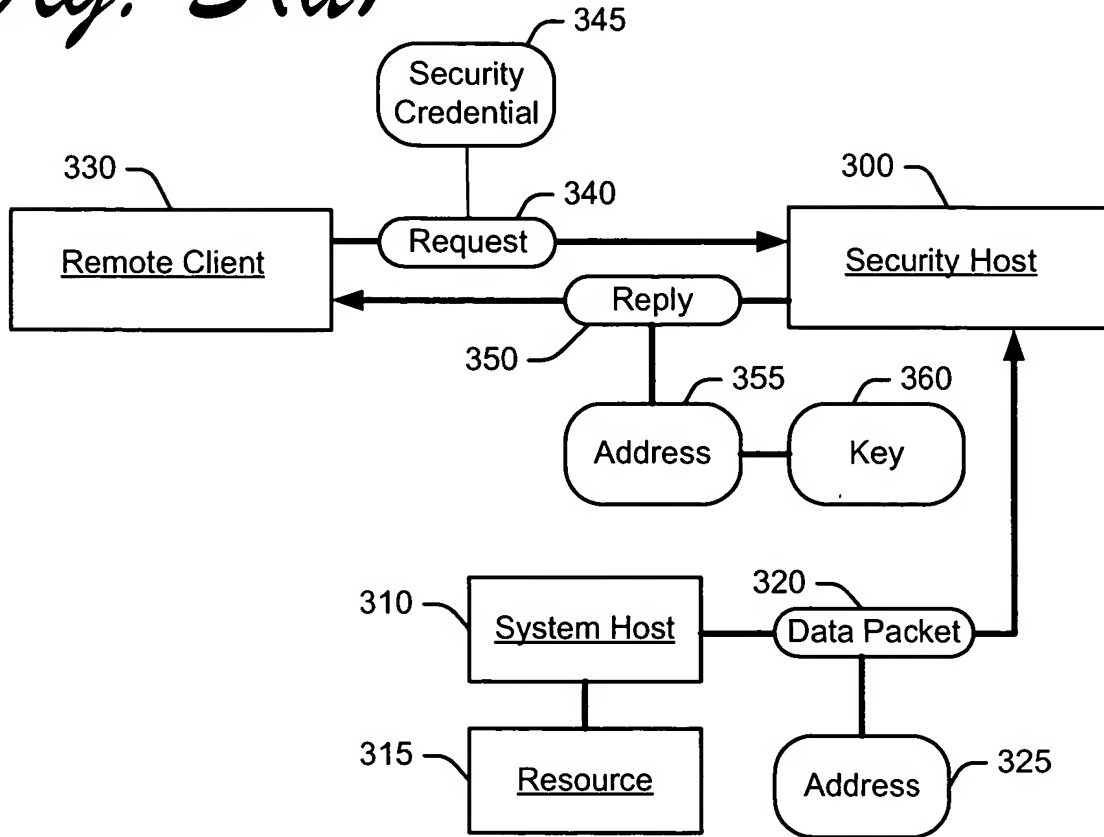 345
Security
Credential
330
340
300
Remote Client
Request
Security Host
Reply
350
355
360
Address
Key
310
320
System Host
Data Packet
315
Resource
Address
325